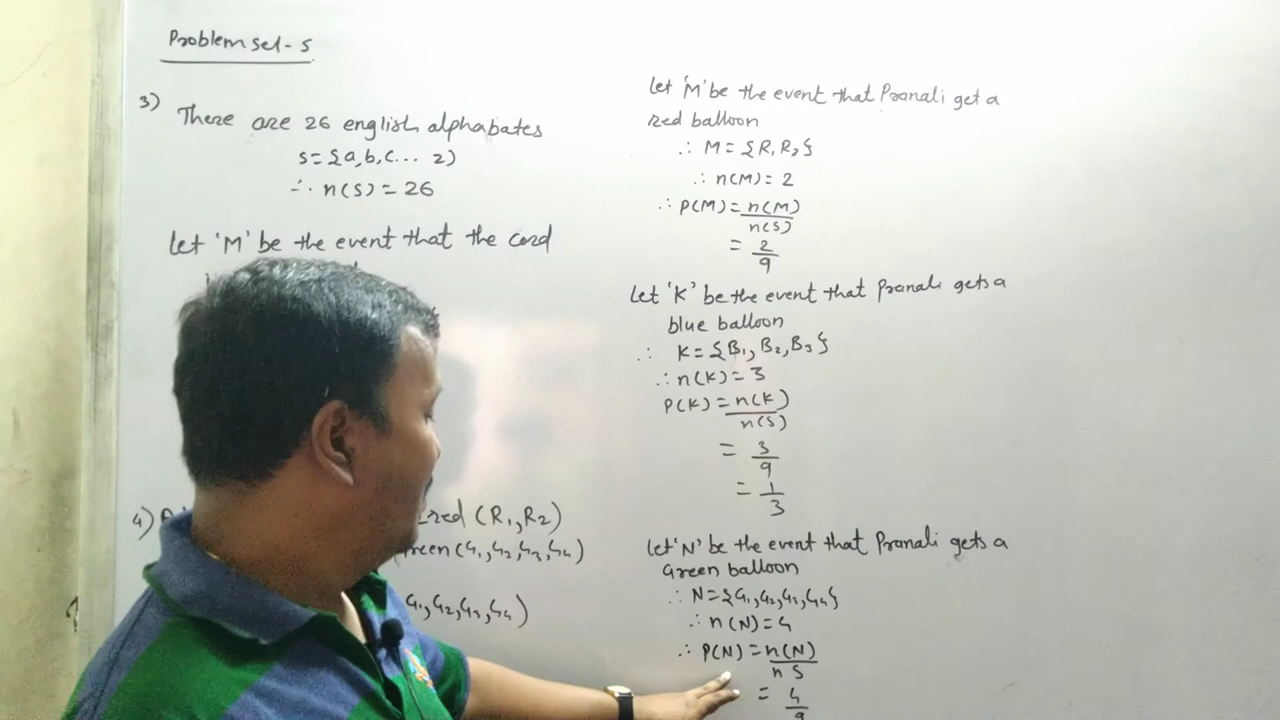 Problem set - 5
3) There are 26 english alphabates
S={a,b,c... z}
∴ n(S) = 26
Let 'M' be the event that the card
4)
red (R₁,R₂)
reen (G₁,G₂,G₃,G₄)
G₁,G₂,G₃,G₄)
let 'M' be the event that Pranali get a
red balloon
∴ M = {R₁ R₂}
∴ n(M) = 2
∴ P(M) = n(M)
n(S)
= 2
9
Let 'K' be the event that Pranali gets a
blue balloon
∴ K = {B₁, B₂, B₃}
∴ n(K) = 3
P(K) = n(K)
n(S)
= 3
9
= 1
3
Let 'N' be the event that Pranali gets a
Green balloon
∴ N = {G₁,G₂,G₃,G₄}
∴ n(N) = 4
∴ P(N) = n(N)
n S
= 4
9